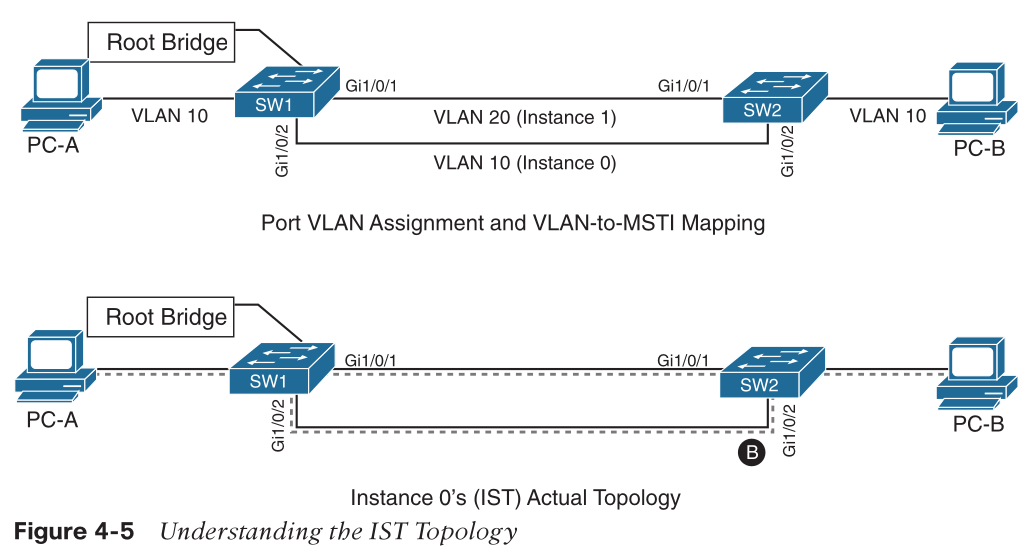 Root Bridge
Gi1/0/1
Gi1/0/1
SW1
SW2
VLAN 10
VLAN 20 (Instance 1)
VLAN 10
PC-A
PC-B
Gi1/0/2
Gi1/0/2
VLAN 10 (Instance 0)
Port VLAN Assignment and VLAN-to-MSTI Mapping
Root Bridge
Gi1/0/1
Gi1/0/1
SW1
SW2
PC-A
PC-B
Gi1/0/2
Gi1/0/2
B
Instance 0's (IST) Actual Topology
Figure 4-5 Understanding the IST Topology